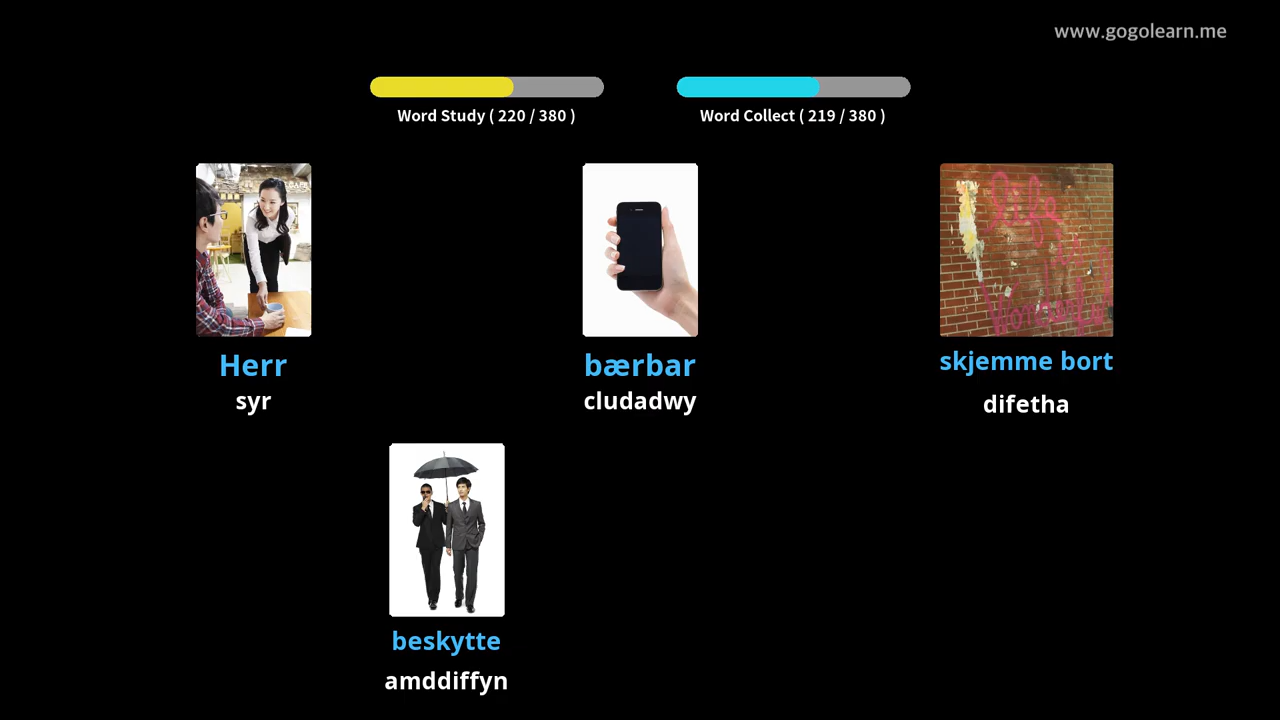 www.gogolearn.me
Word Study ( 220 / 380 )
Word Collect ( 219 / 380 )
Herr
syr
bærbar
cludadwy
skjemme bort
difetha
beskytte
amddiffyn